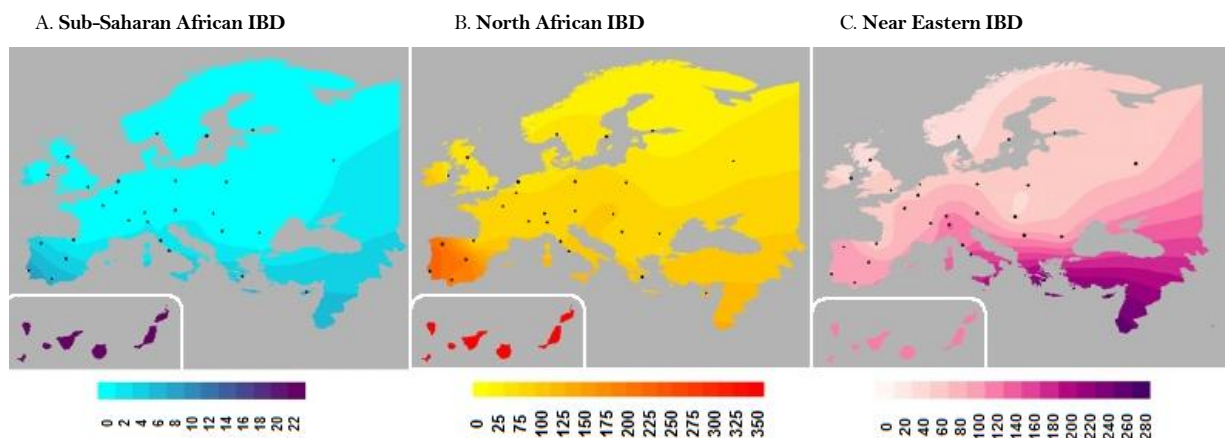 A. Sub-Saharan African IBD
B. North African IBD
C. Near Eastern IBD
0 2 4 6 8 10 12 14 16 18 20 22
0 25 50 75 100 125 150 175 200 225 250 275 300 325 350
0 20 40 60 80 100 120 140 160 180 200 220 240 260 280